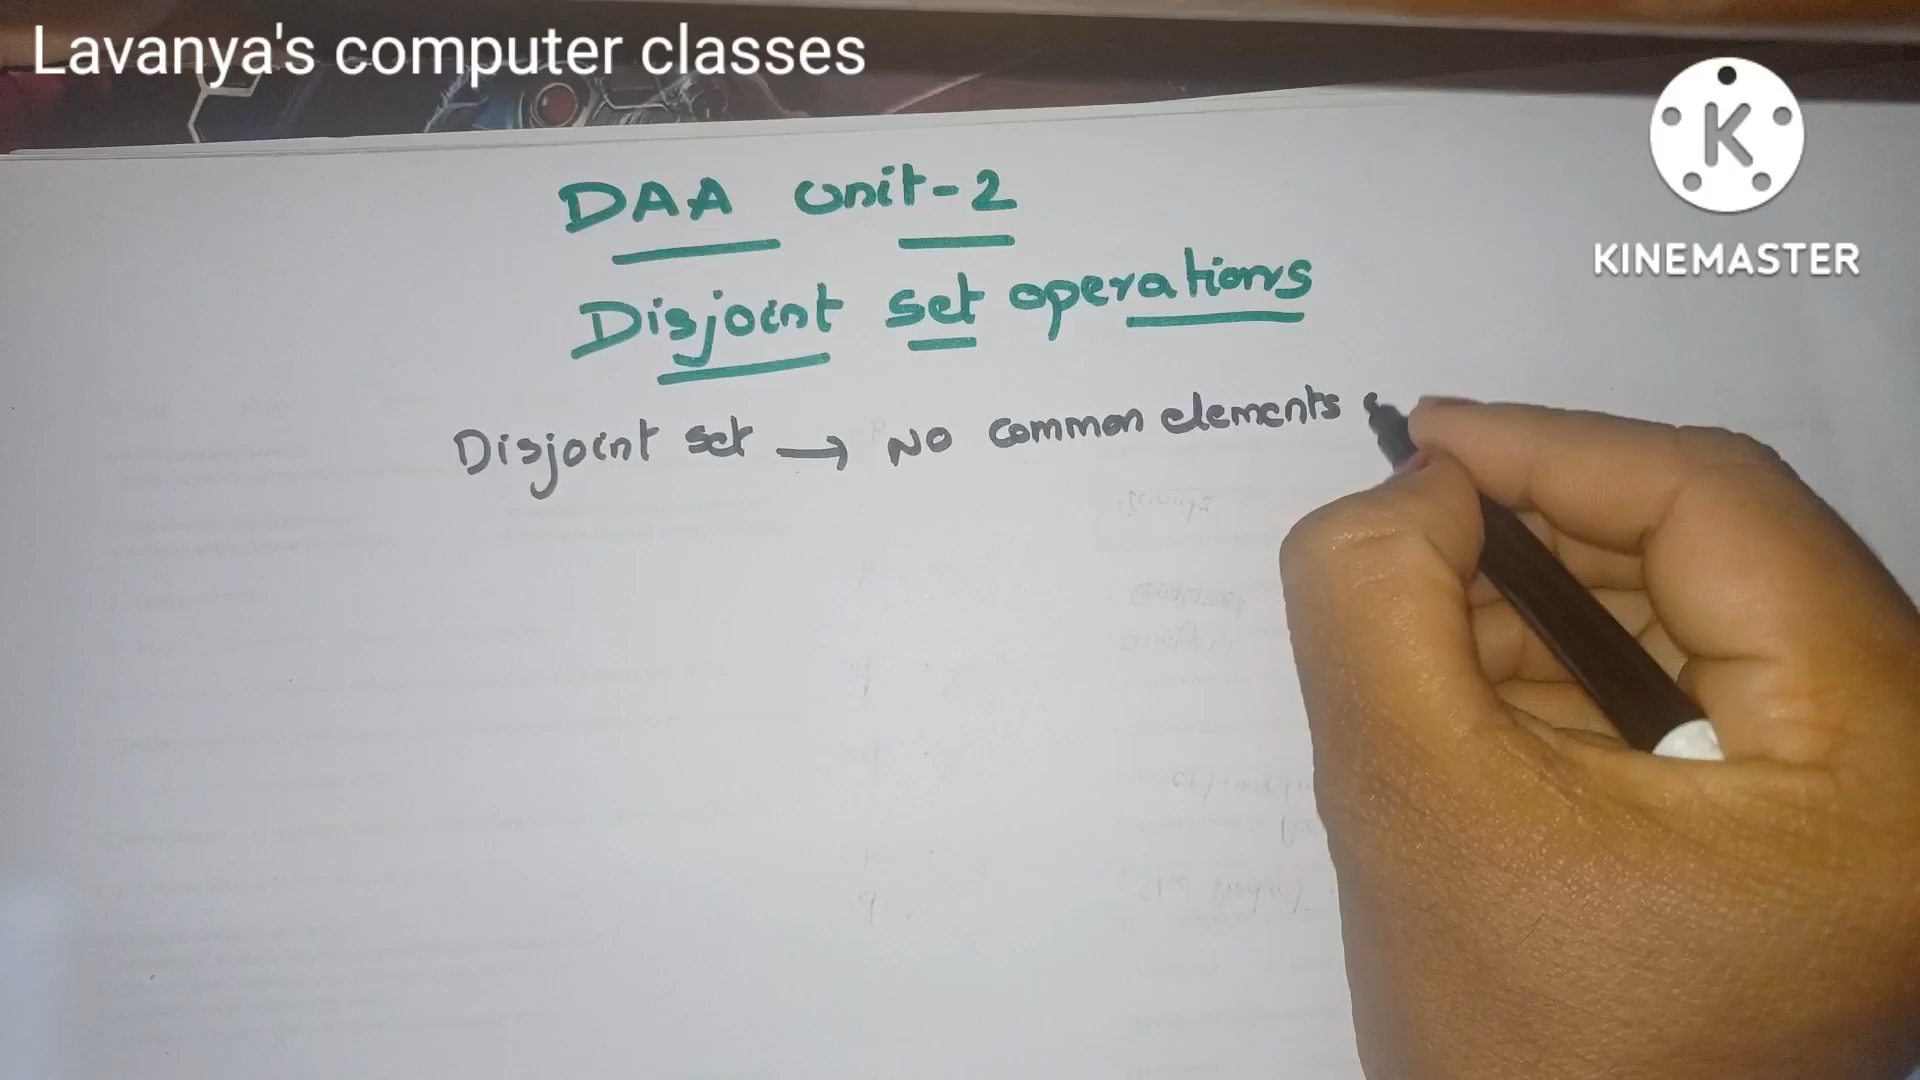 Lavanya's computer classes
K
KINEMASTER
DAA Unit-2
Disjoint set operations
Disjoint set → No common elements